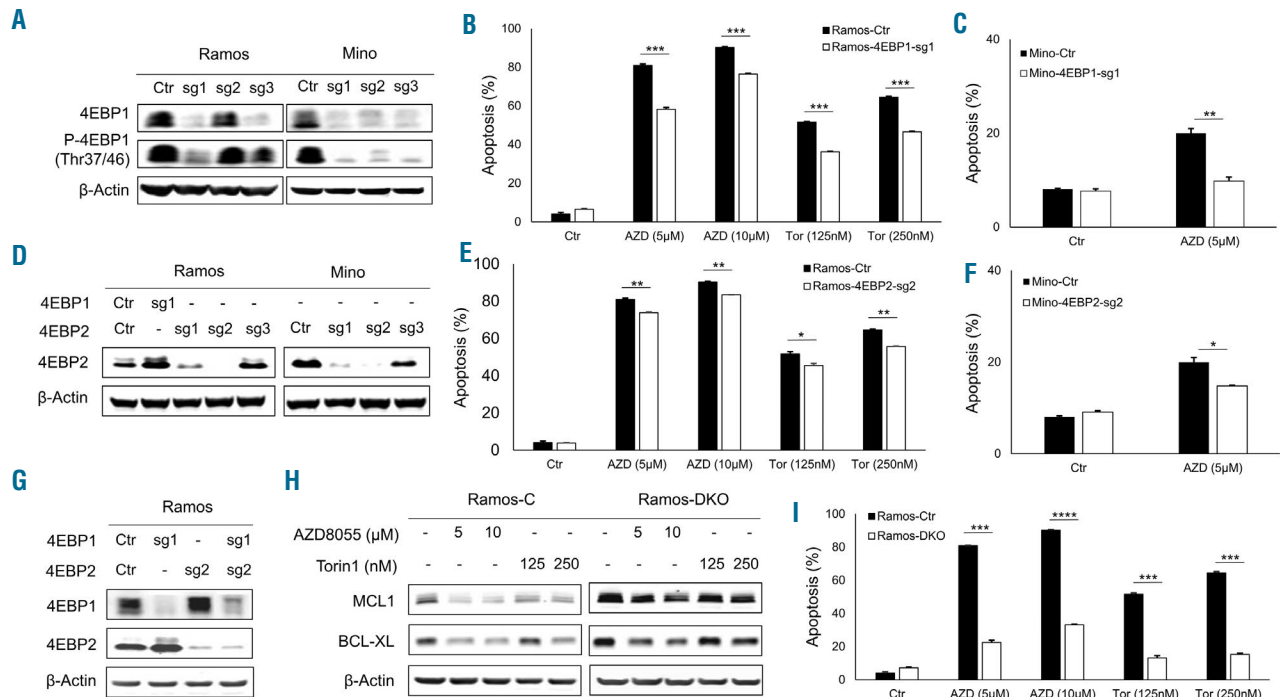 A
Ramos Mino
Ctr sg1 sg2 sg3 Ctr sg1 sg2 sg3
4EBP1
P-4EBP1
(Thr37/46)
β-Actin
B
Apoptosis (%)
100
80
60
40
20
0
Ramos-Ctr
Ramos-4EBP1-sg1
*** *** *** ***
Ctr AZD (5µM) AZD (10µM) Tor (125nM) Tor (250nM)
C
Apoptosis (%)
40
20
0
Mino-Ctr
Mino-4EBP1-sg1
**
Ctr AZD (5µM)
D
Ramos Mino
4EBP1 Ctr sg1 - - - - - - -
4EBP2 Ctr - sg1 sg2 sg3 Ctr sg1 sg2 sg3
4EBP2
β-Actin
E
Apoptosis (%)
100
80
60
40
20
0
Ramos-Ctr
Ramos-4EBP2-sg2
** ** * **
Ctr AZD (5µM) AZD (10µM) Tor (125nM) Tor (250nM)
F
Apoptosis (%)
40
20
0
Mino-Ctr
Mino-4EBP2-sg2
*
Ctr AZD (5µM)
G
Ramos
4EBP1 Ctr sg1 - sg1
4EBP2 Ctr - sg2 sg2
4EBP1
4EBP2
β-Actin
H
Ramos-C Ramos-DKO
AZD8055 (µM) - 5 10 - - - 5 10 - -
Torin1 (nM) - - - 125 250 - - - 125 250
MCL1
BCL-XL
β-Actin
I
Apoptosis (%)
100
80
60
40
20
0
Ramos-Ctr
Ramos-DKO
*** **** *** ***
Ctr AZD (5µM) AZD (10µM) Tor (125nM) Tor (250nM)